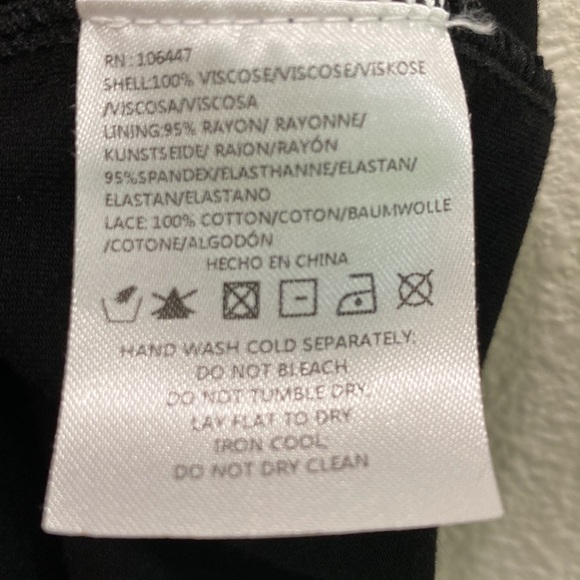 RN: 106447
SHELL:100% VISCOSE/VISCOSE/VISKOSE
/VISCOSA/VISCOSA
LINING:95% RAYON/ RAYONNE/
KUNSTSEIDE/ RAION/RAYÓN
95%SPANDEX/ELASTHANNE/ELASTAN/
ELASTAN/ELASTANO
LACE: 100% COTTON/COTON/BAUMWOLLE
/COTONE/ALGODÓN
HECHO EN CHINA
HAND WASH COLD SEPARATELY.
DO NOT BLEACH
DO NOT TUMBLE DRY.
LAY FLAT TO DRY
IRON COOL
DO NOT DRY CLEAN